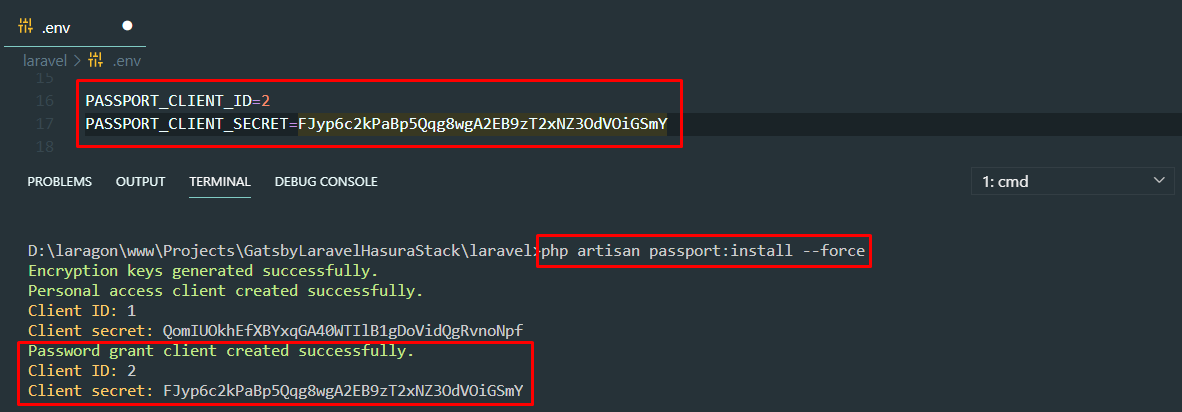 .env
laravel > .env
15
16 PASSPORT_CLIENT_ID=2
17 PASSPORT_CLIENT_SECRET=FJyp6c2kPaBp5Qqg8wgA2EB9zT2xNZ3OdVOiGSmY
18
PROBLEMS OUTPUT TERMINAL DEBUG CONSOLE 1: cmd
D:\laragon\www\Projects\GatsbyLaravelHasuraStack\laravel>php artisan passport:install --force
Encryption keys generated successfully.
Personal access client created successfully.
Client ID: 1
Client secret: QomIUOkhEfXBYxqGA40WTIlB1gDoVidQgRvnoNpf
Password grant client created successfully.
Client ID: 2
Client secret: FJyp6c2kPaBp5Qqg8wgA2EB9zT2xNZ3OdVOiGSmY